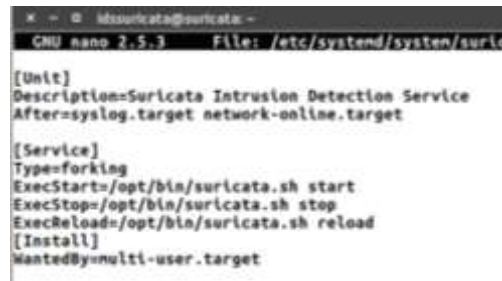 idssuricata@suricata: ~
GNU nano 2.5.3 File: /etc/systemd/system/suric
[Unit]
Description=Suricata Intrusion Detection Service
After=syslog.target network-online.target
[Service]
Type=forking
ExecStart=/opt/bin/suricata.sh start
ExecStop=/opt/bin/suricata.sh stop
ExecReload=/opt/bin/suricata.sh reload
[Install]
WantedBy=multi-user.target